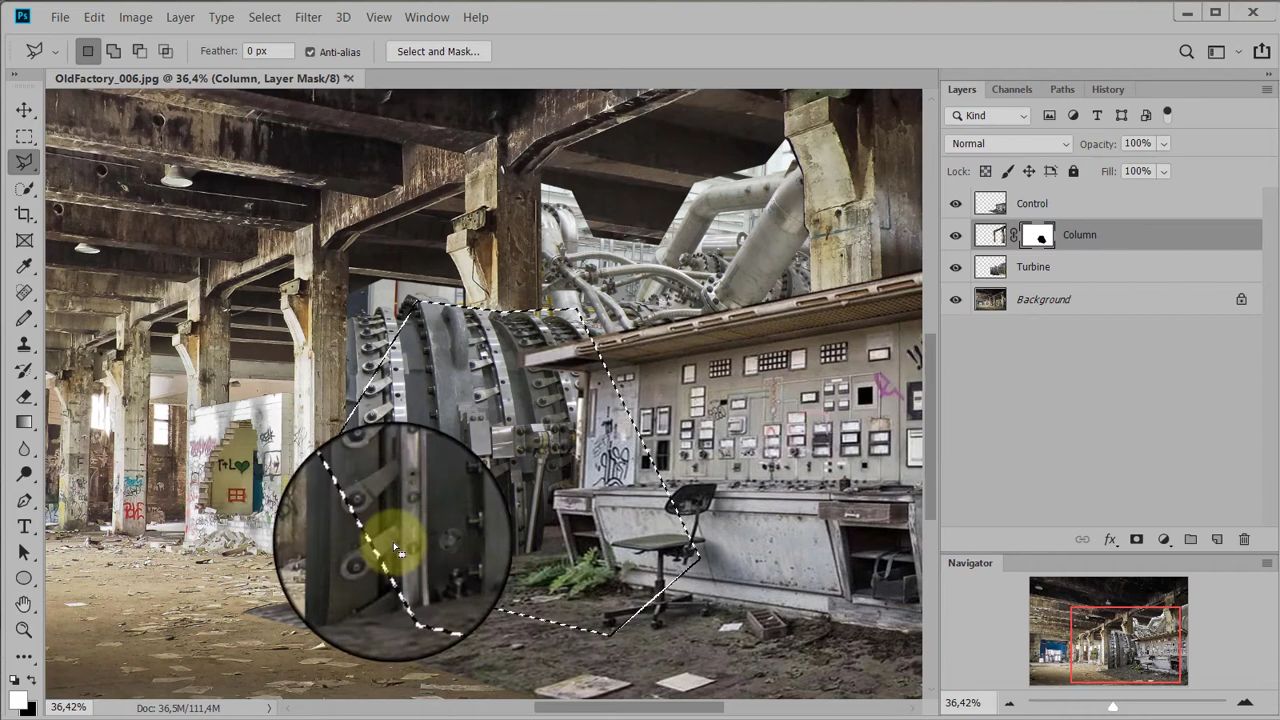 Ps File Edit Image Layer Type Select Filter 3D View Window Help
Feather: 0 px Anti-alias Select and Mask...
OldFactory_006.jpg @ 36,4% (Column, Layer Mask/8) *
Layers Channels Paths History
Kind
Normal Opacity: 100%
Lock: Fill: 100%
Control
Column
Turbine
Background
T+L
fx
Navigator
36,42% Doc: 36,5M/111,4M
36,42%